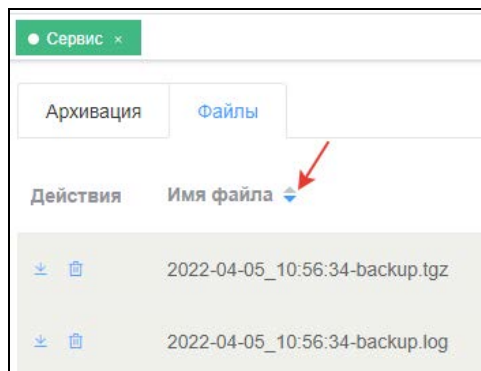 Сервис ×
Архивация Файлы
Действия Имя файла
2022-04-05_10:56:34-backup.tgz
2022-04-05_10:56:34-backup.log